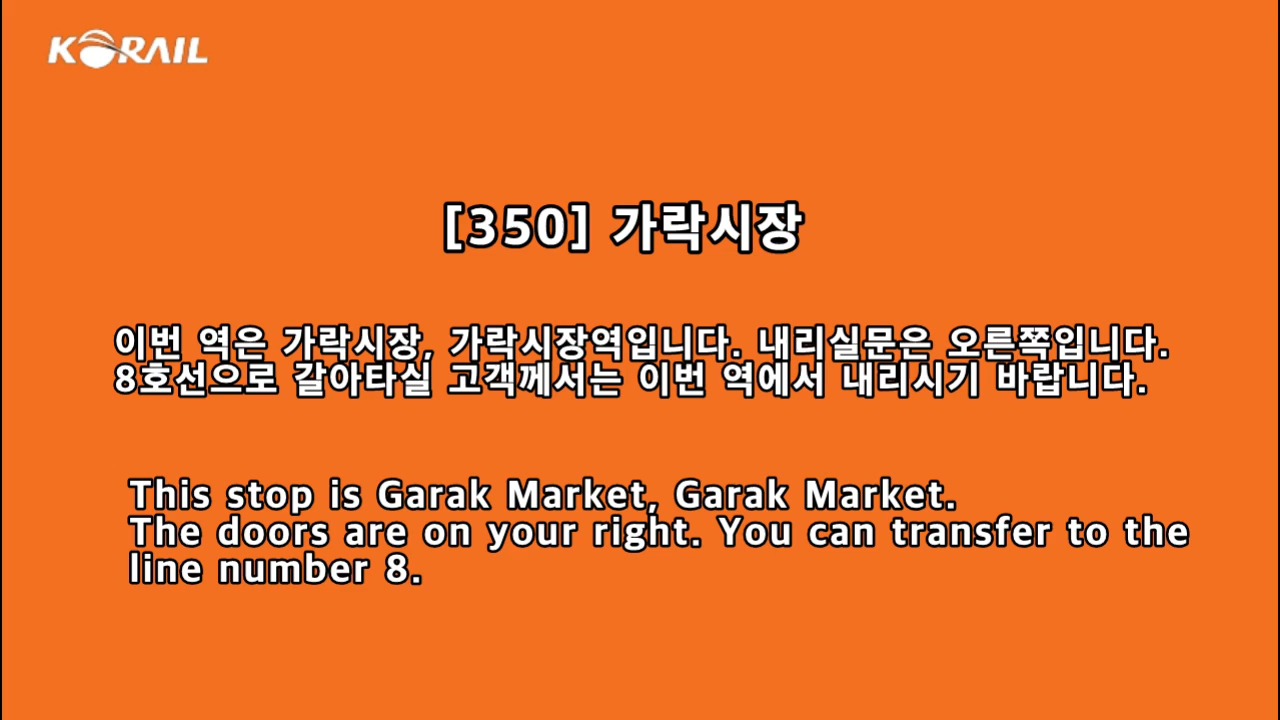 KORAIL
[350] 가락시장
이번 역은 가락시장, 가락시장역입니다. 내리실문은 오른쪽입니다.
8호선으로 갈아타실 고객께서는 이번 역에서 내리시기 바랍니다.
This stop is Garak Market, Garak Market.
The doors are on your right. You can transfer to the
line number 8.